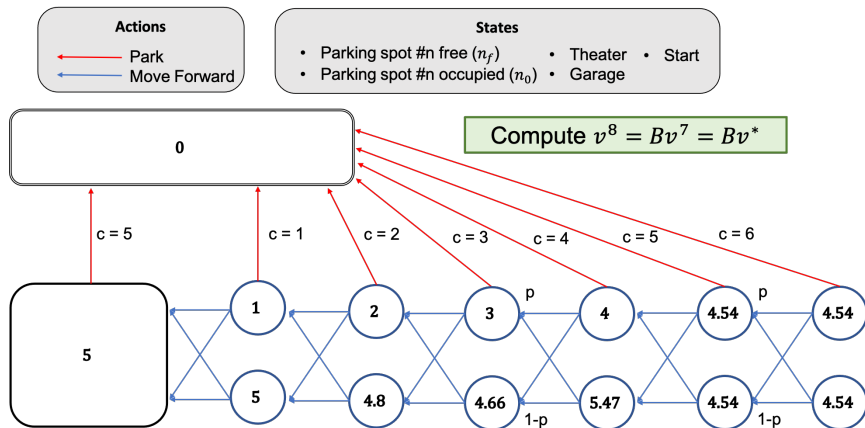 Actions
Park
Move Forward
States
• Parking spot #n free (n_f)
• Parking spot #n occupied (n_0)
• Theater
• Garage
• Start
0
Compute v^8 = Bv^7 = Bv^*
c = 5
c = 1
c = 2
c = 3
c = 4
c = 5
c = 6
p
p
1
2
3
4
4.54
4.54
5
5
4.8
4.66
5.47
4.54
4.54
1-p
1-p